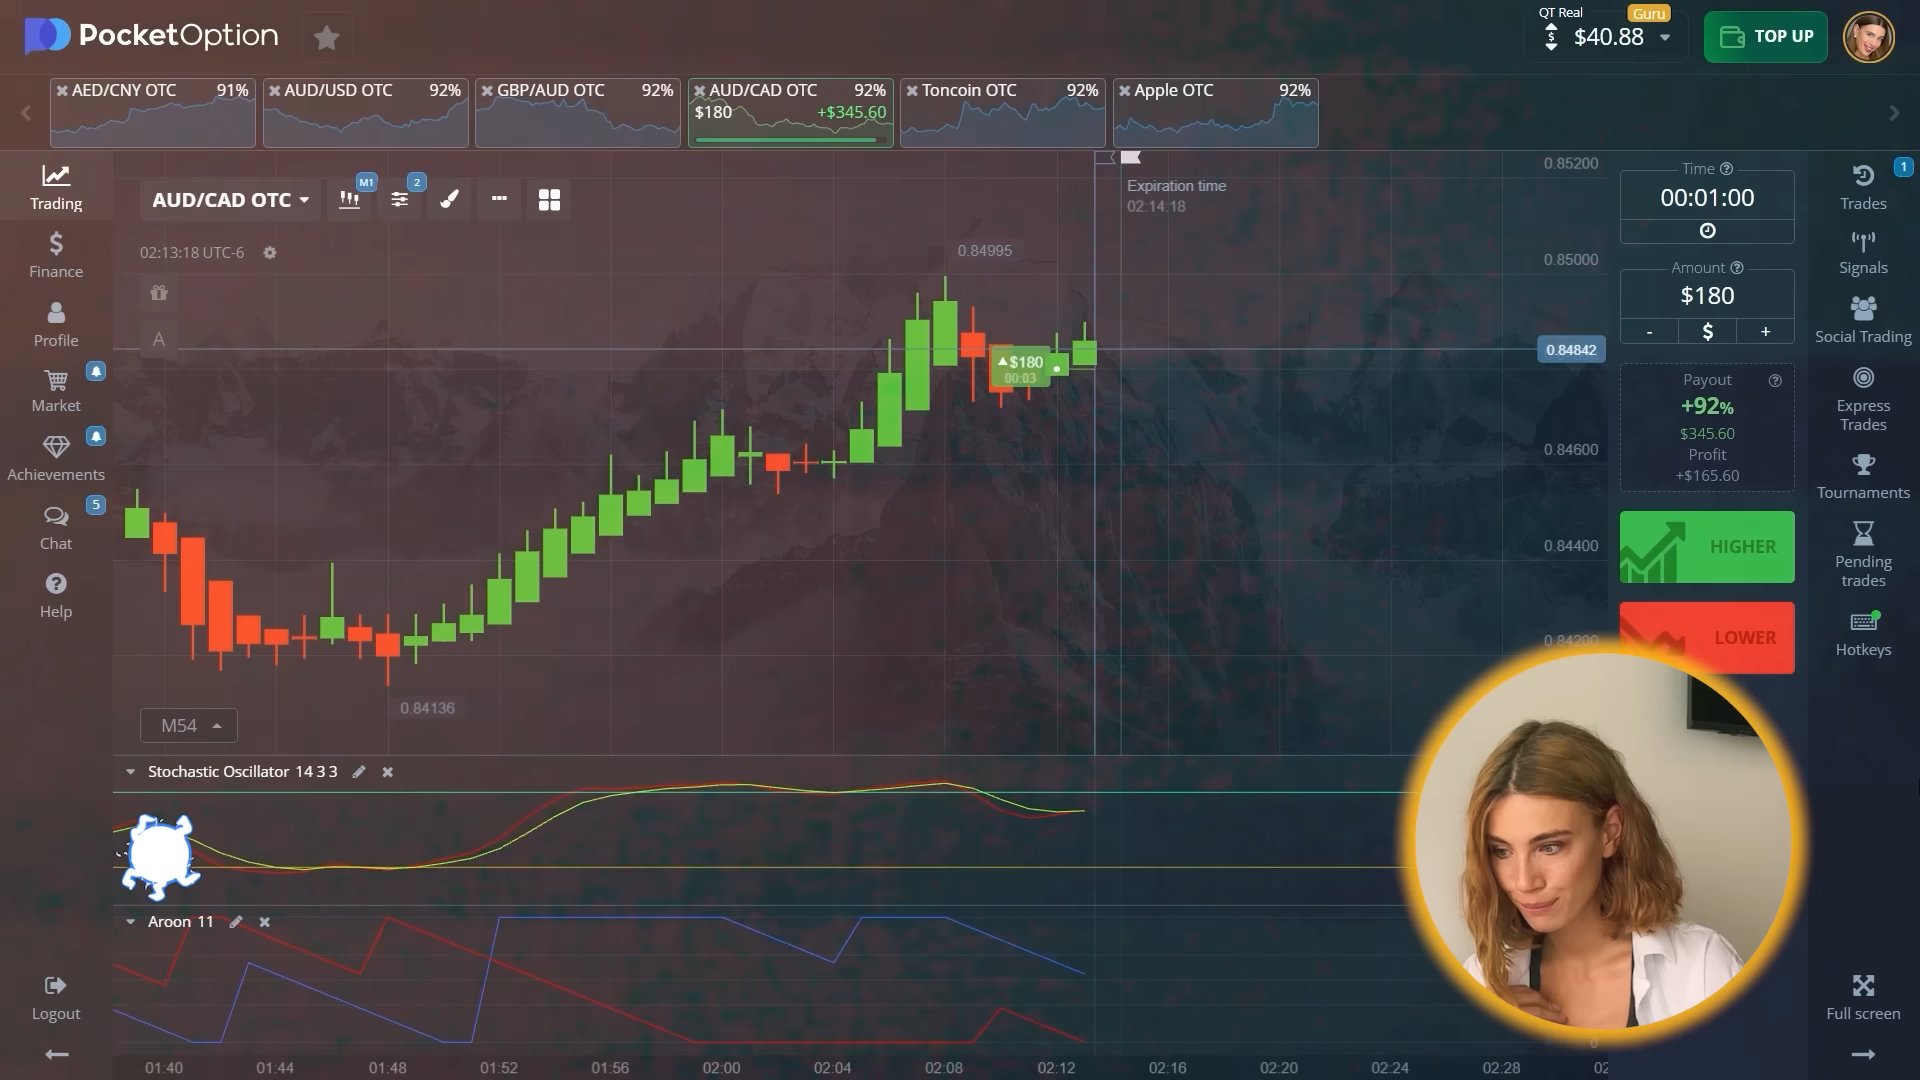 PocketOption
QT Real
Guru
$
$40.88
TOP UP
AED/CNY OTC 91%
AUD/USD OTC 92%
GBP/AUD OTC 92%
AUD/CAD OTC 92%
$180 +$345.60
Toncoin OTC 92%
Apple OTC 92%
Trading
Finance
Profile
Market
Achievements
5
Chat
Help
Logout
AUD/CAD OTC
M1
2
02:13:18 UTC-6
A
Expiration time
02:14:18
0.84995
$180
00:03
0.84136
M54
0.85200
0.85000
0.84842
0.84600
0.84400
0.84200
Stochastic Oscillator 14 3 3
Aroon 11
0
01:40
01:44
01:48
01:52
01:56
02:00
02:04
02:08
02:12
02:16
02:20
02:24
02:28
02
Time
00:01:00
Amount
$180
- $ +
Payout
+92%
$345.60
Profit
+$165.60
HIGHER
LOWER
1
Trades
Signals
Social Trading
Express
Trades
Tournaments
Pending
trades
Hotkeys
Full screen